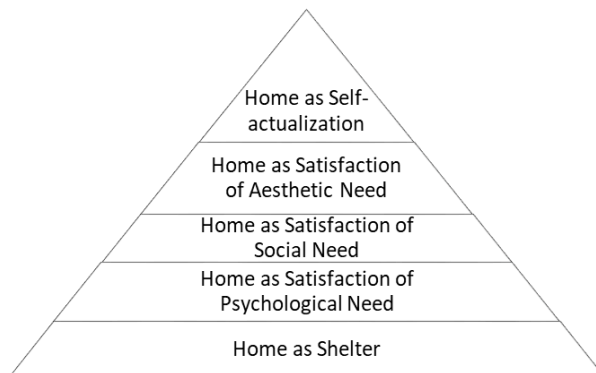 Home as Self-
actualization
Home as Satisfaction
of Aesthetic Need
Home as Satisfaction of
Social Need
Home as Satisfaction of
Psychological Need
Home as Shelter